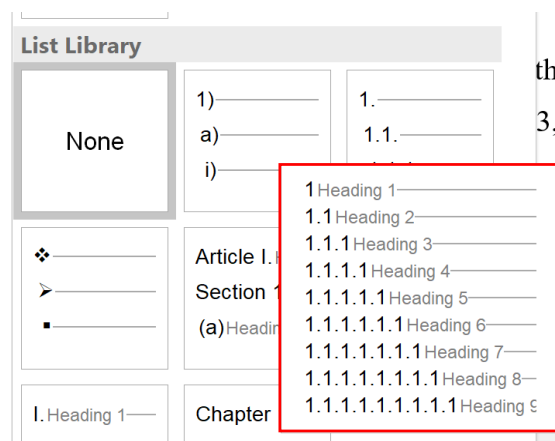 List Library
None
1)
a)
i)
1.
1.1.
th
3,
1 Heading 1
1.1 Heading 2
1.1.1 Heading 3
1.1.1.1 Heading 4
1.1.1.1.1 Heading 5
1.1.1.1.1.1 Heading 6
1.1.1.1.1.1.1 Heading 7
1.1.1.1.1.1.1.1 Heading 8
1.1.1.1.1.1.1.1.1 Heading 9
❖
➢
▪
Article I.
Section 1
(a) Headin
I. Heading 1
Chapter